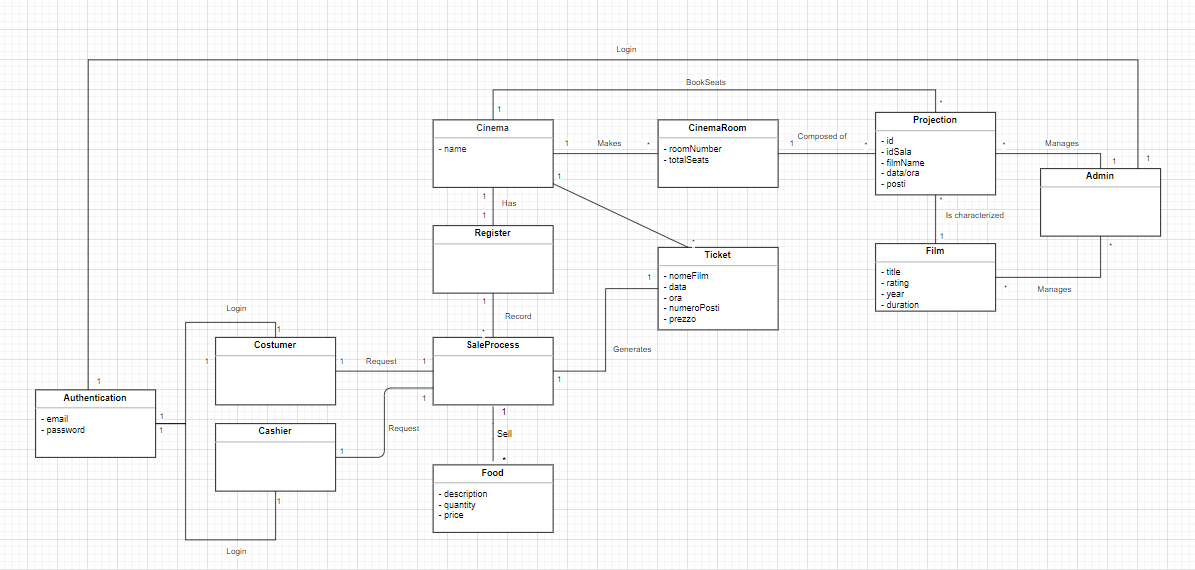 Login
BookSeats
1
*
Cinema
- name
1
Makes
*
CinemaRoom
- roomNumber
- totalSeats
1
Composed of
*
Projection
- id
- idSala
- filmName
- data/ora
- posti
*
Manages
1
1
Admin
1
*
1
Has
1
Register
*
Is characterized
1
Film
- title
- rating
- year
- duration
*
Manages
*
Ticket
- nomeFilm
- data
- ora
- numeroPosti
- prezzo
1
1
Record
*
Login
1
1
Costumer
1
Request
1
SaleProcess
1
Generates
1
Authentication
- email
- password
1
1
Cashier
1
Request
1
1
Login
1
Sell
*
Food
- description
- quantity
- price